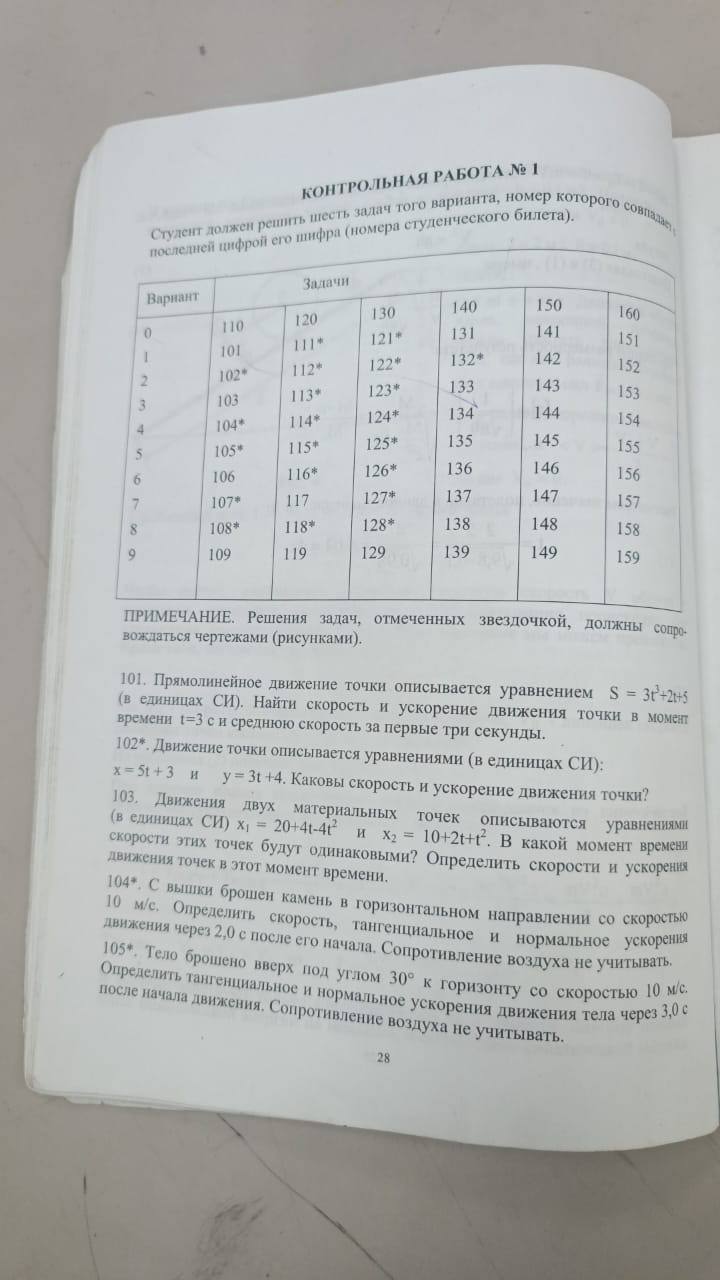 КОНТРОЛЬНАЯ РАБОТА № 1
Студент должен решить шесть задач того варианта, номер которого совпадает с
последней цифрой его шифра (номера студенческого билета).
Вариант Задачи
0 110 120 130 140 150 160
1 101 111* 121* 131 141 151
2 102* 112* 122* 132* 142 152
3 103 113* 123* 133 143 153
4 104* 114* 124* 134 144 154
5 105* 115* 125* 135 145 155
6 106 116* 126* 136 146 156
7 107* 117 127* 137 147 157
8 108* 118* 128* 138 148 158
9 109 119 129 139 149 159
ПРИМЕЧАНИЕ. Решения задач, отмеченных звездочкой, должны сопро-
вождаться чертежами (рисунками).
101. Прямолинейное движение точки описывается уравнением S = 3t³+2t+5
(в единицах СИ). Найти скорость и ускорение движения точки в момент
времени t=3 с и среднюю скорость за первые три секунды.
102*. Движение точки описывается уравнениями (в единицах СИ):
x = 5t + 3 и y = 3t +4. Каковы скорость и ускорение движения точки?
103. Движения двух материальных точек описываются уравнениями
(в единицах СИ) x₁ = 20+4t-4t² и x₂ = 10+2t+t². В какой момент времени
скорости этих точек будут одинаковыми? Определить скорости и ускорения
движения точек в этот момент времени.
104*. С вышки брошен камень в горизонтальном направлении со скоростью
10 м/с. Определить скорость, тангенциальное и нормальное ускорения
движения через 2,0 с после его начала. Сопротивление воздуха не учитывать.
105*. Тело брошено вверх под углом 30° к горизонту со скоростью 10 м/с.
Определить тангенциальное и нормальное ускорения движения тела через 3,0 с
после начала движения. Сопротивление воздуха не учитывать.
28